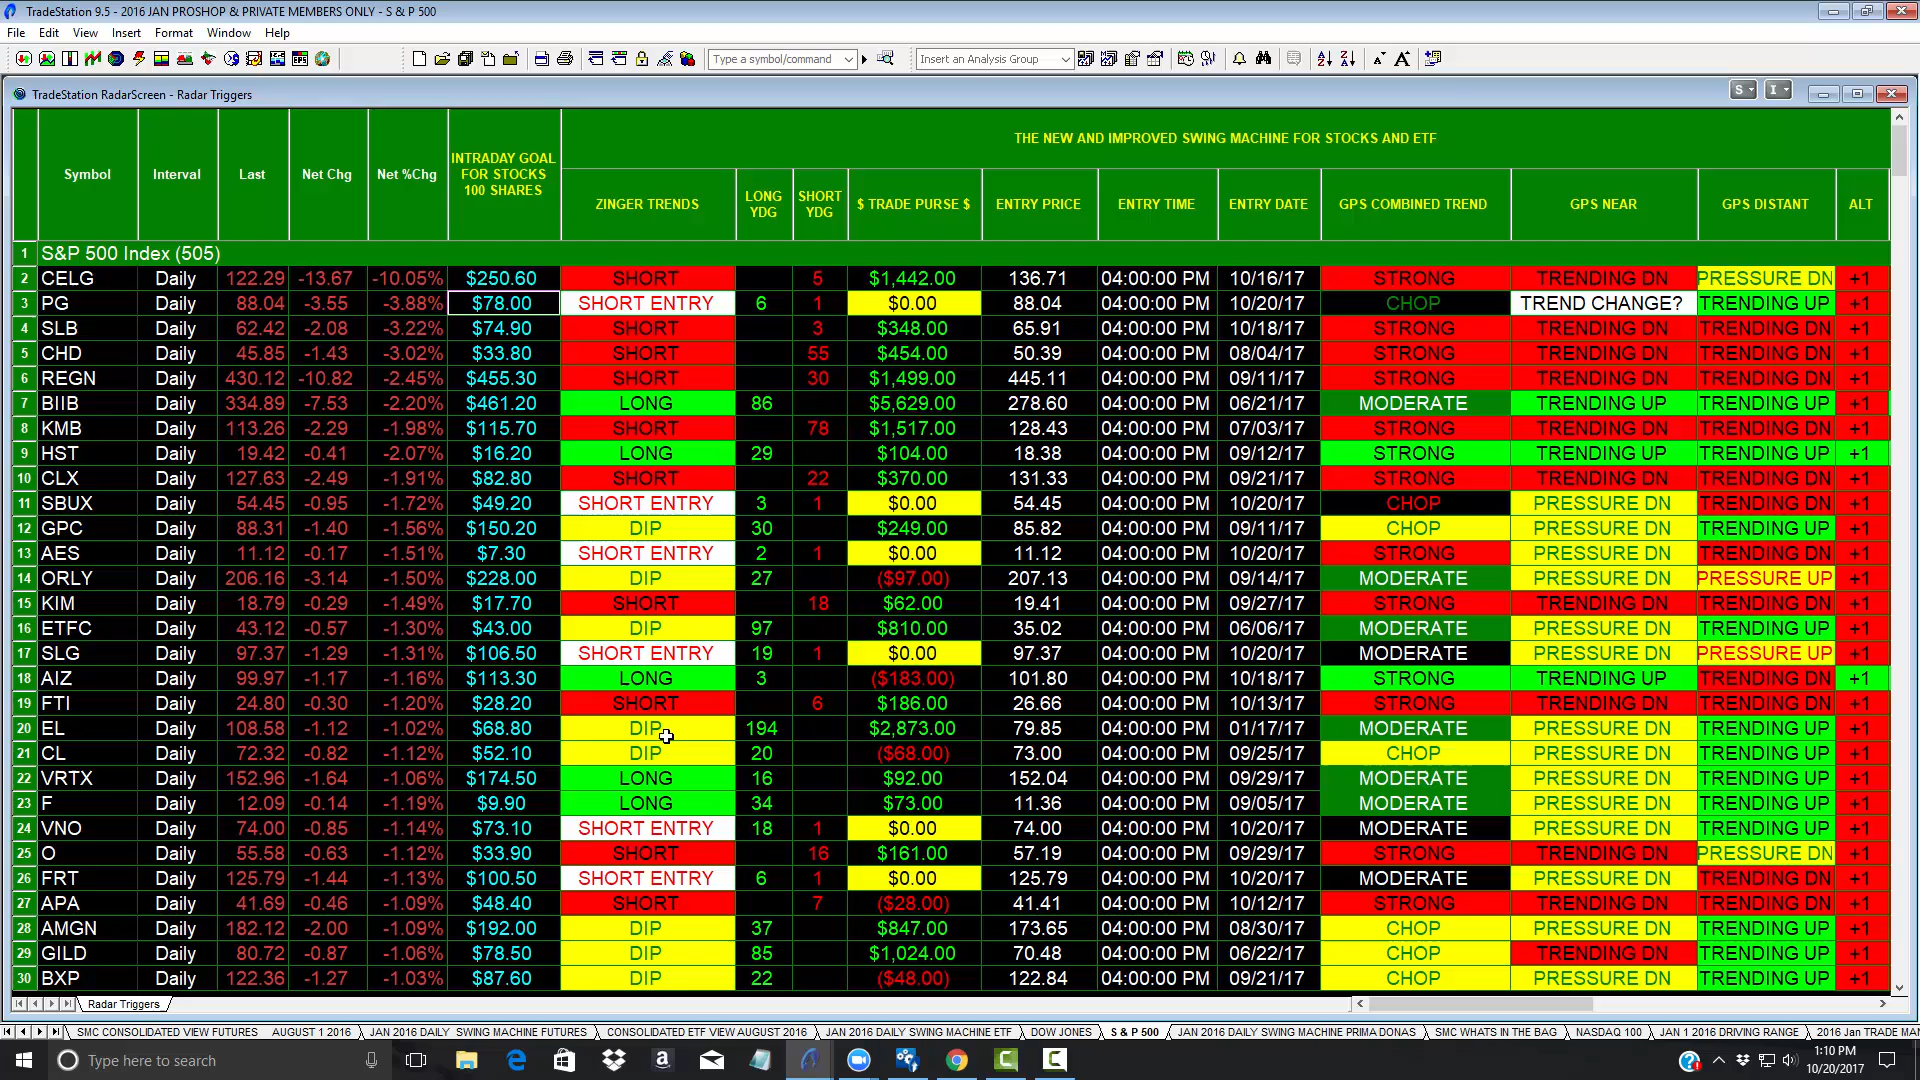 TradeStation 9.5 - 2016 JAN PROSHOP & PRIVATE MEMBERS ONLY - S & P 500
File Edit View Insert Format Window Help
Type a symbol/command Insert an Analysis Group
TradeStation RadarScreen - Radar Triggers S I
THE NEW AND IMPROVED SWING MACHINE FOR STOCKS AND ETF
Symbol Interval Last Net Chg Net %Chg INTRADAY GOAL FOR STOCKS 100 SHARES ZINGER TRENDS LONG YDG SHORT YDG $ TRADE PURSE $ ENTRY PRICE ENTRY TIME ENTRY DATE GPS COMBINED TREND GPS NEAR GPS DISTANT ALT
1 S&P 500 Index (505)
2 CELG Daily 122.29 -13.67 -10.05% $250.60 SHORT 5 $1,442.00 136.71 04:00:00 PM 10/16/17 STRONG TRENDING DN PRESSURE DN +1
3 PG Daily 88.04 -3.55 -3.88% $78.00 SHORT ENTRY 6 1 $0.00 88.04 04:00:00 PM 10/20/17 CHOP TREND CHANGE? TRENDING UP +1
4 SLB Daily 62.42 -2.08 -3.22% $74.90 SHORT 3 $348.00 65.91 04:00:00 PM 10/18/17 STRONG TRENDING DN TRENDING DN +1
5 CHD Daily 45.85 -1.43 -3.02% $33.80 SHORT 55 $454.00 50.39 04:00:00 PM 08/04/17 STRONG TRENDING DN TRENDING DN +1
6 REGN Daily 430.12 -10.82 -2.45% $455.30 SHORT 30 $1,499.00 445.11 04:00:00 PM 09/11/17 STRONG TRENDING DN TRENDING DN +1
7 BIIB Daily 334.89 -7.53 -2.20% $461.20 LONG 86 $5,629.00 278.60 04:00:00 PM 06/21/17 MODERATE TRENDING UP TRENDING UP +1
8 KMB Daily 113.26 -2.29 -1.98% $115.70 SHORT 78 $1,517.00 128.43 04:00:00 PM 07/03/17 STRONG TRENDING DN TRENDING DN +1
9 HST Daily 19.42 -0.41 -2.07% $16.20 LONG 29 $104.00 18.38 04:00:00 PM 09/12/17 STRONG TRENDING UP TRENDING UP +1
10 CLX Daily 127.63 -2.49 -1.91% $82.80 SHORT 22 $370.00 131.33 04:00:00 PM 09/21/17 STRONG TRENDING DN TRENDING DN +1
11 SBUX Daily 54.45 -0.95 -1.72% $49.20 SHORT ENTRY 3 1 $0.00 54.45 04:00:00 PM 10/20/17 CHOP PRESSURE DN TRENDING DN +1
12 GPC Daily 88.31 -1.40 -1.56% $150.20 DIP 30 $249.00 85.82 04:00:00 PM 09/11/17 CHOP PRESSURE DN TRENDING UP +1
13 AES Daily 11.12 -0.17 -1.51% $7.30 SHORT ENTRY 2 1 $0.00 11.12 04:00:00 PM 10/20/17 STRONG PRESSURE DN TRENDING DN +1
14 ORLY Daily 206.16 -3.14 -1.50% $228.00 DIP 27 ($97.00) 207.13 04:00:00 PM 09/14/17 MODERATE PRESSURE DN PRESSURE UP +1
15 KIM Daily 18.79 -0.29 -1.49% $17.70 SHORT 18 $62.00 19.41 04:00:00 PM 09/27/17 STRONG TRENDING DN TRENDING DN +1
16 ETFC Daily 43.12 -0.57 -1.30% $43.00 DIP 97 $810.00 35.02 04:00:00 PM 06/06/17 MODERATE PRESSURE DN TRENDING UP +1
17 SLG Daily 97.37 -1.29 -1.31% $106.50 SHORT ENTRY 19 1 $0.00 97.37 04:00:00 PM 10/20/17 MODERATE PRESSURE DN PRESSURE UP +1
18 AIZ Daily 99.97 -1.17 -1.16% $113.30 LONG 3 ($183.00) 101.80 04:00:00 PM 10/18/17 STRONG TRENDING UP TRENDING DN +1
19 FTI Daily 24.80 -0.30 -1.20% $28.20 SHORT 6 $186.00 26.66 04:00:00 PM 10/13/17 STRONG TRENDING DN TRENDING DN +1
20 EL Daily 108.58 -1.12 -1.02% $68.80 DIP 194 $2,873.00 79.85 04:00:00 PM 01/17/17 MODERATE PRESSURE DN TRENDING UP +1
21 CL Daily 72.32 -0.82 -1.12% $52.10 DIP 20 ($68.00) 73.00 04:00:00 PM 09/25/17 CHOP PRESSURE DN TRENDING UP +1
22 VRTX Daily 152.96 -1.64 -1.06% $174.50 LONG 16 $92.00 152.04 04:00:00 PM 09/29/17 MODERATE PRESSURE DN TRENDING UP +1
23 F Daily 12.09 -0.14 -1.19% $9.90 LONG 34 $73.00 11.36 04:00:00 PM 09/05/17 MODERATE PRESSURE DN TRENDING UP +1
24 VNO Daily 74.00 -0.85 -1.14% $73.10 SHORT ENTRY 18 1 $0.00 74.00 04:00:00 PM 10/20/17 MODERATE PRESSURE DN TRENDING UP +1
25 O Daily 55.58 -0.63 -1.12% $33.90 SHORT 16 $161.00 57.19 04:00:00 PM 09/29/17 STRONG TRENDING DN PRESSURE DN +1
26 FRT Daily 125.79 -1.44 -1.13% $100.50 SHORT ENTRY 6 1 $0.00 125.79 04:00:00 PM 10/20/17 MODERATE PRESSURE DN TRENDING DN +1
27 APA Daily 41.69 -0.46 -1.09% $48.40 SHORT 7 ($28.00) 41.41 04:00:00 PM 10/12/17 STRONG TRENDING DN TRENDING DN +1
28 AMGN Daily 182.12 -2.00 -1.09% $192.00 DIP 37 $847.00 173.65 04:00:00 PM 08/30/17 CHOP PRESSURE DN TRENDING UP +1
29 GILD Daily 80.72 -0.87 -1.06% $78.50 DIP 85 $1,024.00 70.48 04:00:00 PM 06/22/17 CHOP TRENDING DN TRENDING UP +1
30 BXP Daily 122.36 -1.27 -1.03% $87.60 DIP 22 ($48.00) 122.84 04:00:00 PM 09/21/17 CHOP PRESSURE DN TRENDING UP +1
Radar Triggers
SMC CONSOLIDATED VIEW FUTURES AUGUST 1 2016 JAN 2016 DAILY SWING MACHINE FUTURES CONSOLIDATED ETF VIEW AUGUST 2016 JAN 2016 DAILY SWING MACHINE ETF DOW JONES S & P 500 JAN 2016 DAILY SWING MACHINE PRIMA DONAS SMC WHATS IN THE BAG NASDAQ 100 JAN 1 2016 DRIVING RANGE 2016 Jan TRADE MAN
Type here to search 1:10 PM
10/20/2017